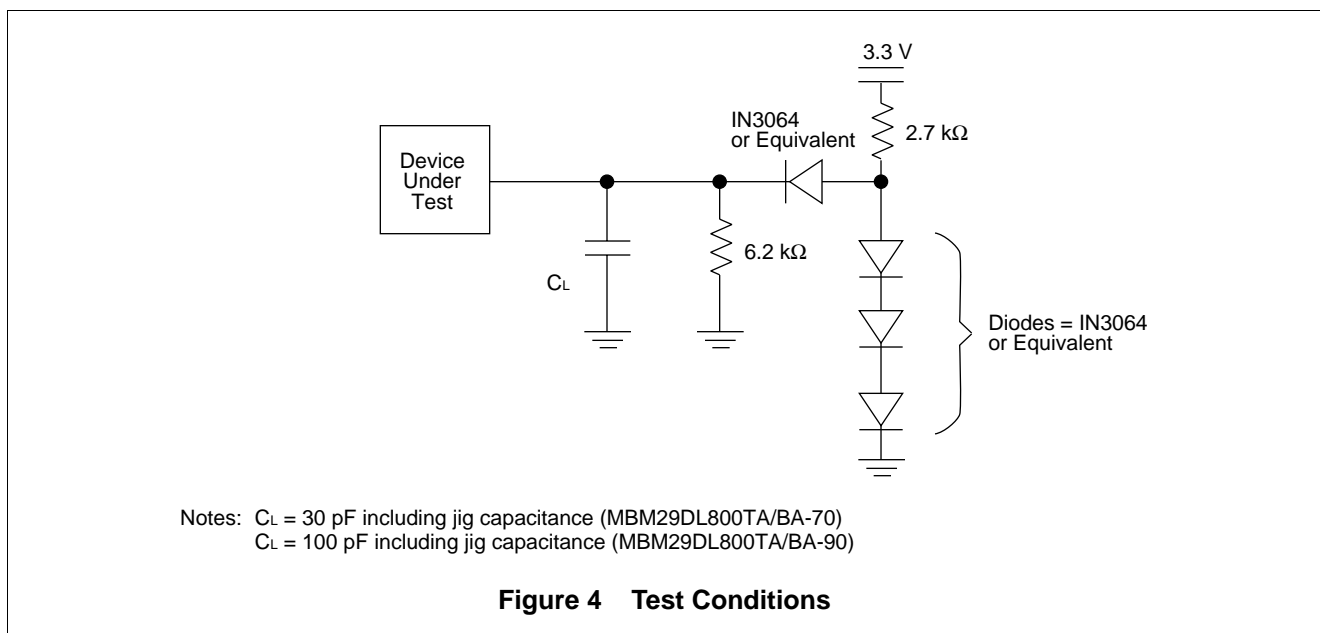 3.3 V
IN3064
or Equivalent
2.7 kΩ
Device
Under
Test
6.2 kΩ
CL
Diodes = IN3064
or Equivalent
Notes: CL = 30 pF including jig capacitance (MBM29DL800TA/BA-70)
CL = 100 pF including jig capacitance (MBM29DL800TA/BA-90)
Figure 4 Test Conditions